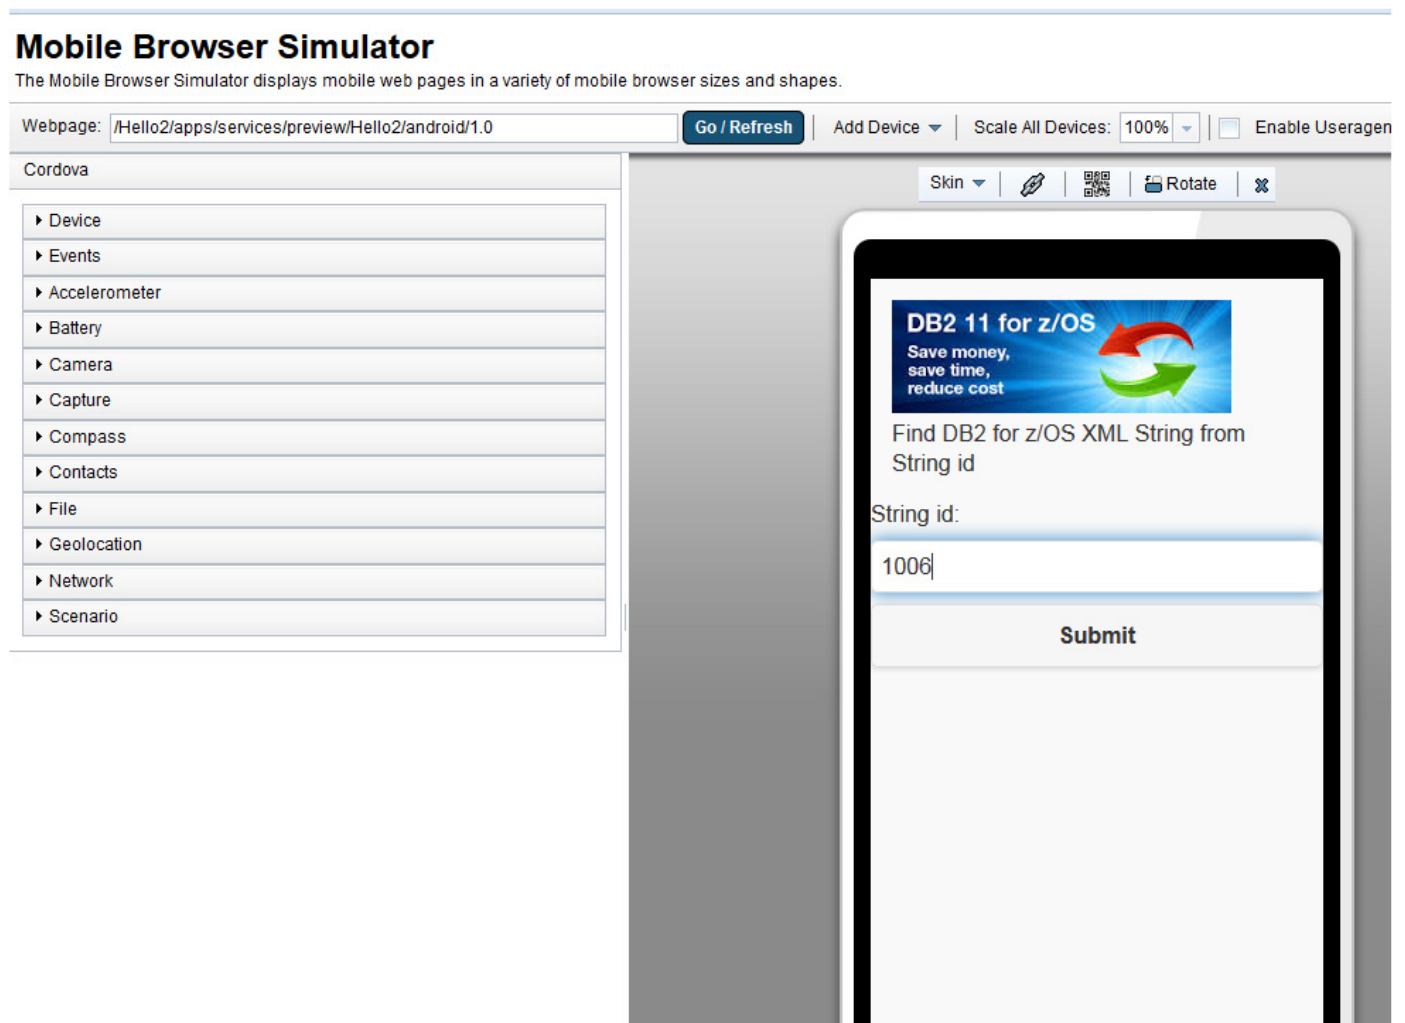 Mobile Browser Simulator
The Mobile Browser Simulator displays mobile web pages in a variety of mobile browser sizes and shapes.
Webpage: /Hello2/apps/services/preview/Hello2/android/1.0 Go / Refresh Add Device Scale All Devices: 100% Enable Useragen
Cordova
Device
Events
Accelerometer
Battery
Camera
Capture
Compass
Contacts
File
Geolocation
Network
Scenario
Skin Rotate
DB2 11 for z/OS
Save money,
save time,
reduce cost
Find DB2 for z/OS XML String from
String id
String id:
1006
Submit